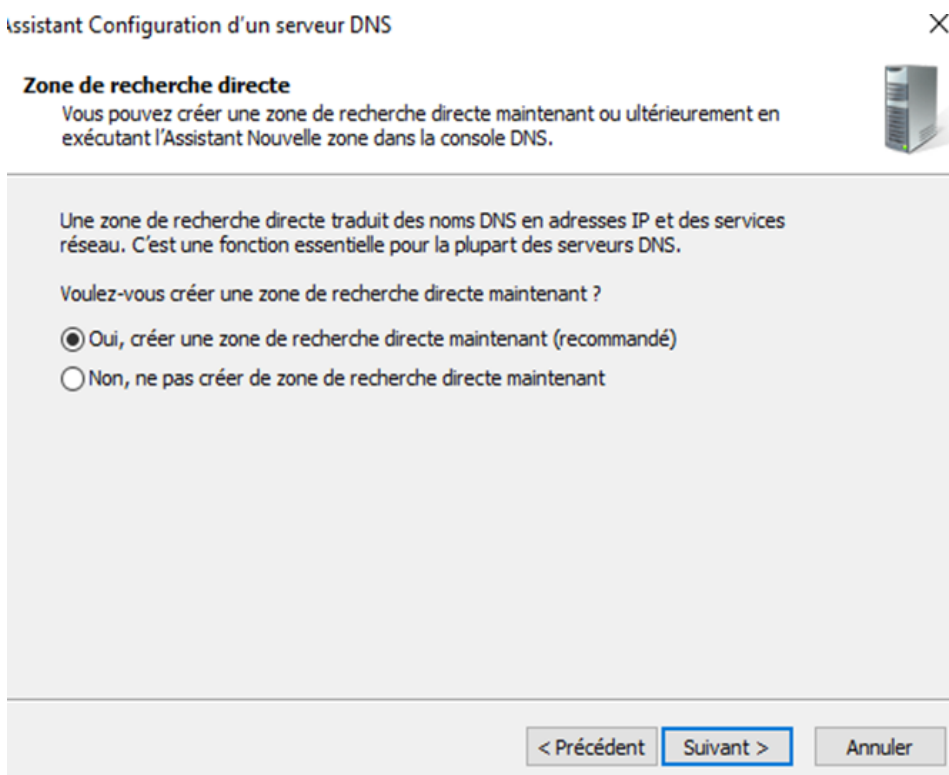 Assistant Configuration d'un serveur DNS
Zone de recherche directe
Vous pouvez créer une zone de recherche directe maintenant ou ultérieurement en
exécutant l'Assistant Nouvelle zone dans la console DNS.
Une zone de recherche directe traduit des noms DNS en adresses IP et des services
réseau. C'est une fonction essentielle pour la plupart des serveurs DNS.
Voulez-vous créer une zone de recherche directe maintenant ?
Oui, créer une zone de recherche directe maintenant (recommandé)
Non, ne pas créer de zone de recherche directe maintenant
< Précédent Suivant > Annuler